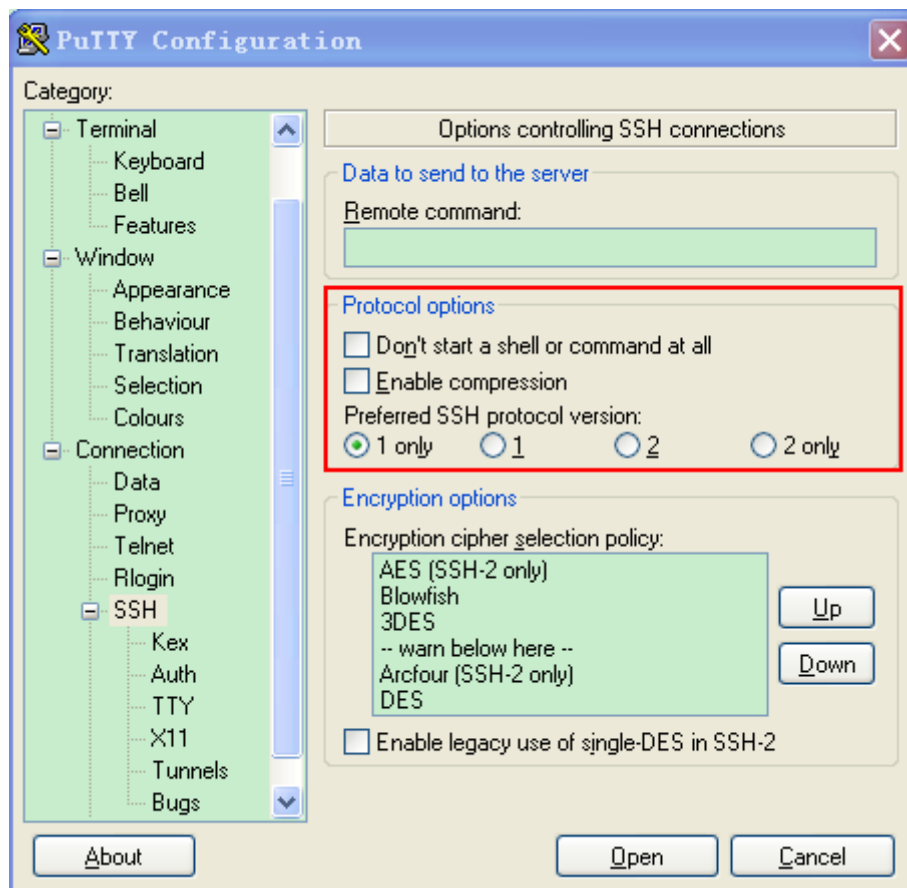 PuTTY Configuration
Category:
Terminal
Keyboard
Bell
Features
Window
Appearance
Behaviour
Translation
Selection
Colours
Connection
Data
Proxy
Telnet
Rlogin
SSH
Kex
Auth
TTY
X11
Tunnels
Bugs
Options controlling SSH connections
Data to send to the server
Remote command:
Protocol options
Don't start a shell or command at all
Enable compression
Preferred SSH protocol version:
1 only 1 2 2 only
Encryption options
Encryption cipher selection policy:
AES (SSH-2 only)
Blowfish
3DES
-- warn below here --
Arcfour (SSH-2 only)
DES
Up
Down
Enable legacy use of single-DES in SSH-2
About Open Cancel